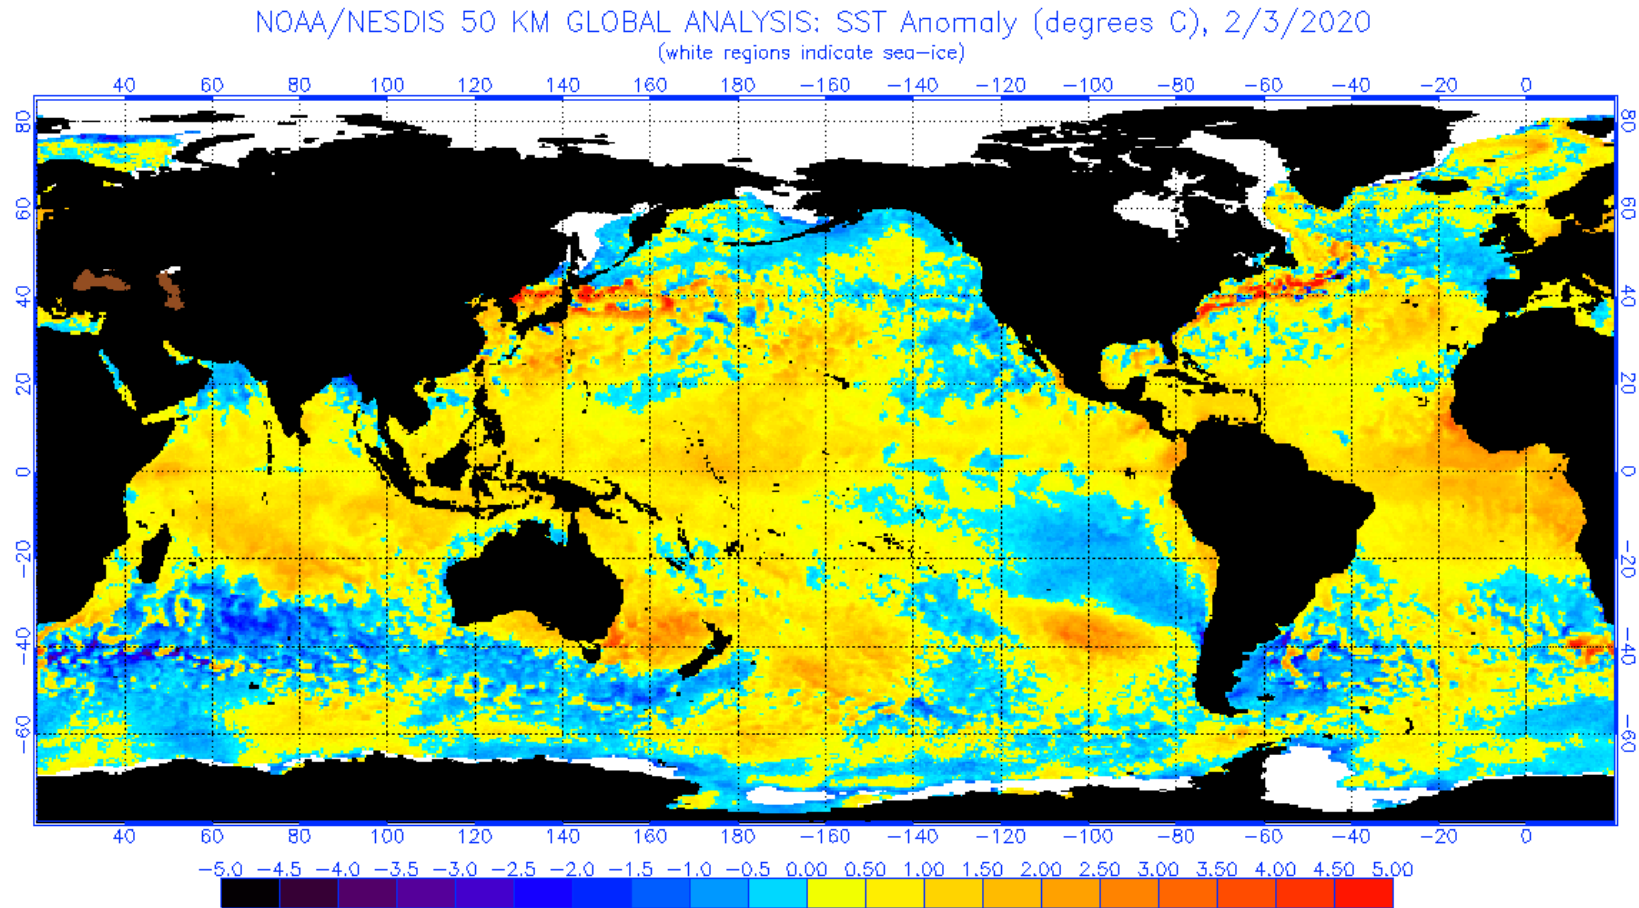 NOAA/NESDIS 50 KM GLOBAL ANALYSIS: SST Anomaly (degrees C), 2/3/2020
(white regions indicate sea-ice)
40 60 80 100 120 140 160 180 -160 -140 -120 -100 -80 -60 -40 -20 0
80 80
60 60
40 40
20 20
0 0
-20 -20
-40 -40
-60 -60
40 60 80 100 120 140 160 180 -160 -140 -120 -100 -80 -60 -40 -20 0
-5.0 -4.5 -4.0 -3.5 -3.0 -2.5 -2.0 -1.5 -1.0 -0.5 0.00 0.50 1.00 1.50 2.00 2.50 3.00 3.50 4.00 4.50 5.00